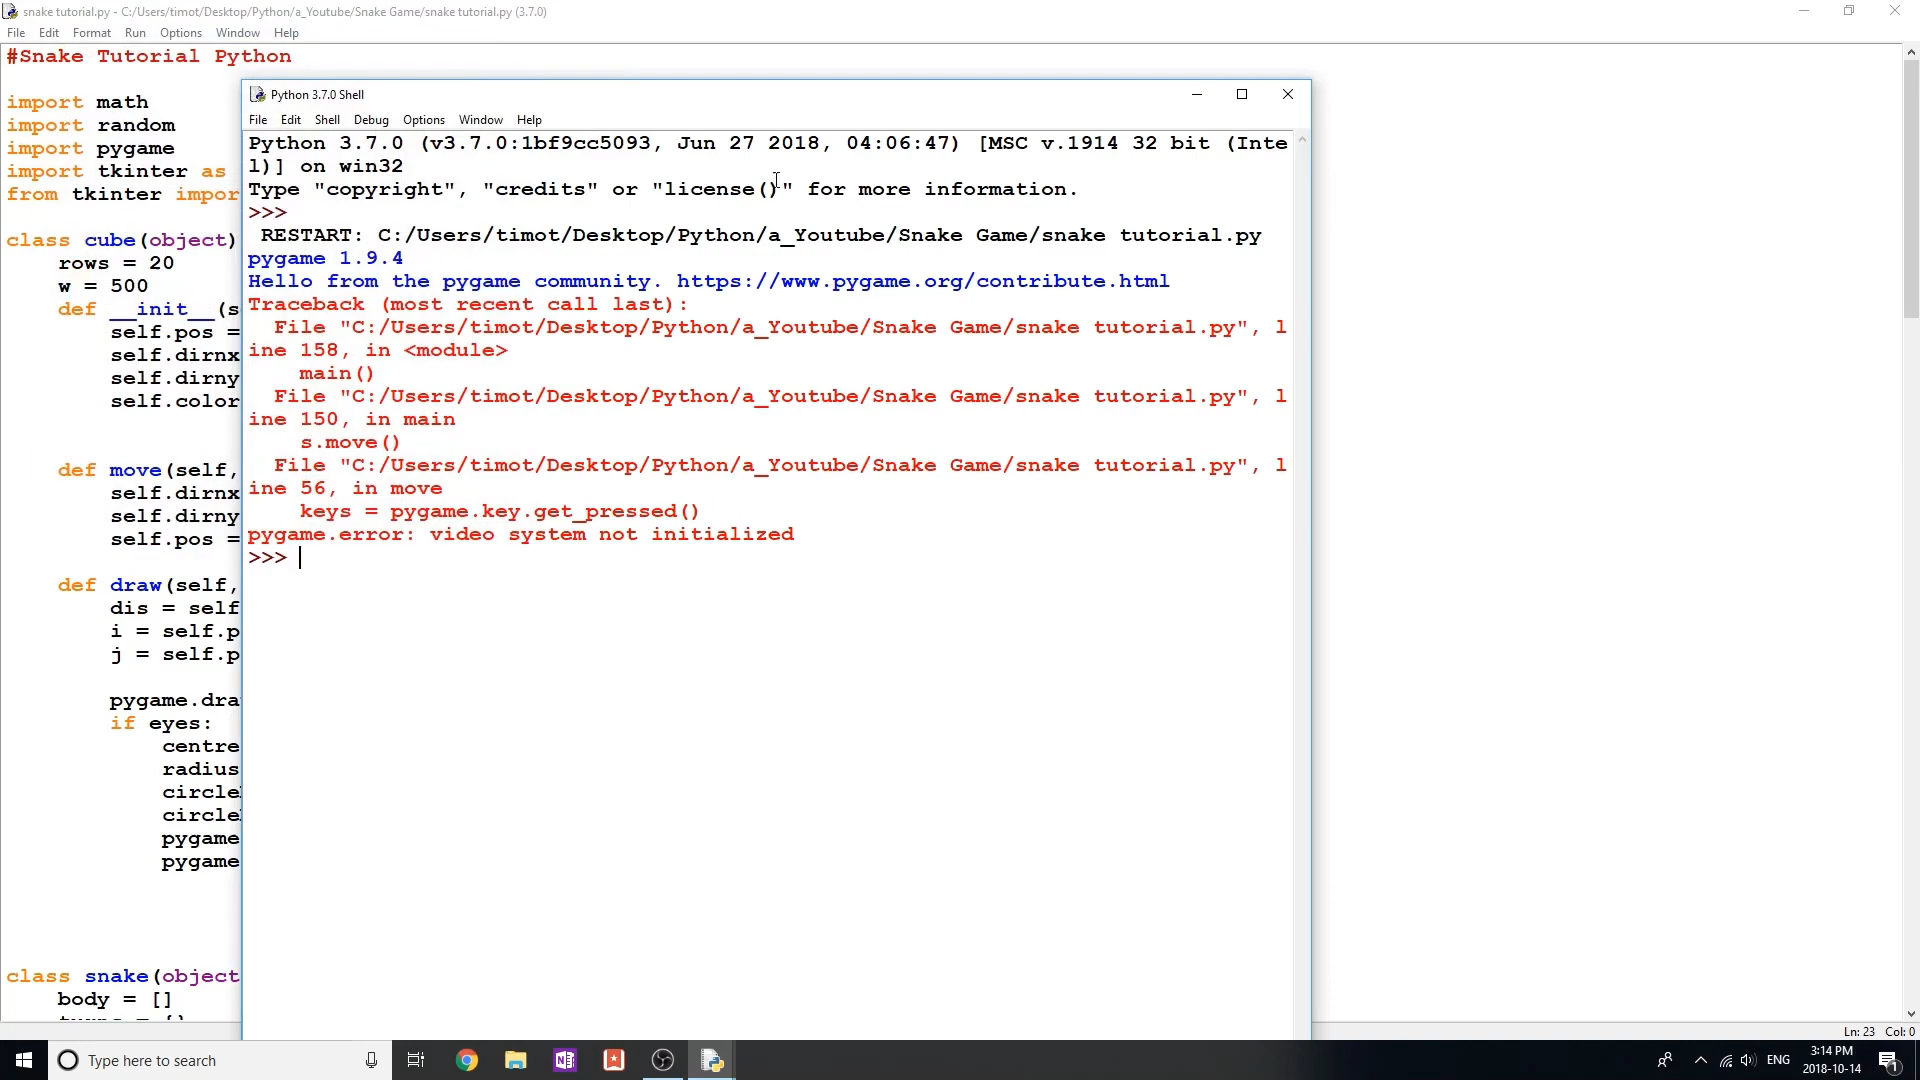 snake tutorial.py - C:/Users/timot/Desktop/Python/a_Youtube/Snake Game/snake tutorial.py (3.7.0)
File Edit Format Run Options Window Help
#Snake Tutorial Python
import math
import random
import pygame
import tkinter as
from tkinter impor
class cube(object)
rows = 20
w = 500
def __init__(s
self.pos =
self.dirnx
self.dirny
self.color
def move(self,
self.dirnx
self.dirny
self.pos =
def draw(self,
dis = self
i = self.p
j = self.p
pygame.dra
if eyes:
centre
radius
circle
circle
pygame
pygame
class snake(object
body = []
Python 3.7.0 Shell
File Edit Shell Debug Options Window Help
Python 3.7.0 (v3.7.0:1bf9cc5093, Jun 27 2018, 04:06:47) [MSC v.1914 32 bit (Inte
l)] on win32
Type "copyright", "credits" or "license()" for more information.
>>>
RESTART: C:/Users/timot/Desktop/Python/a_Youtube/Snake Game/snake tutorial.py
pygame 1.9.4
Hello from the pygame community. https://www.pygame.org/contribute.html
Traceback (most recent call last):
File "C:/Users/timot/Desktop/Python/a_Youtube/Snake Game/snake tutorial.py", l
ine 158, in <module>
main()
File "C:/Users/timot/Desktop/Python/a_Youtube/Snake Game/snake tutorial.py", l
ine 150, in main
s.move()
File "C:/Users/timot/Desktop/Python/a_Youtube/Snake Game/snake tutorial.py", l
ine 56, in move
keys = pygame.key.get_pressed()
pygame.error: video system not initialized
>>>
Ln: 23 Col: 0
Type here to search
ENG
3:14 PM
2018-10-14
1